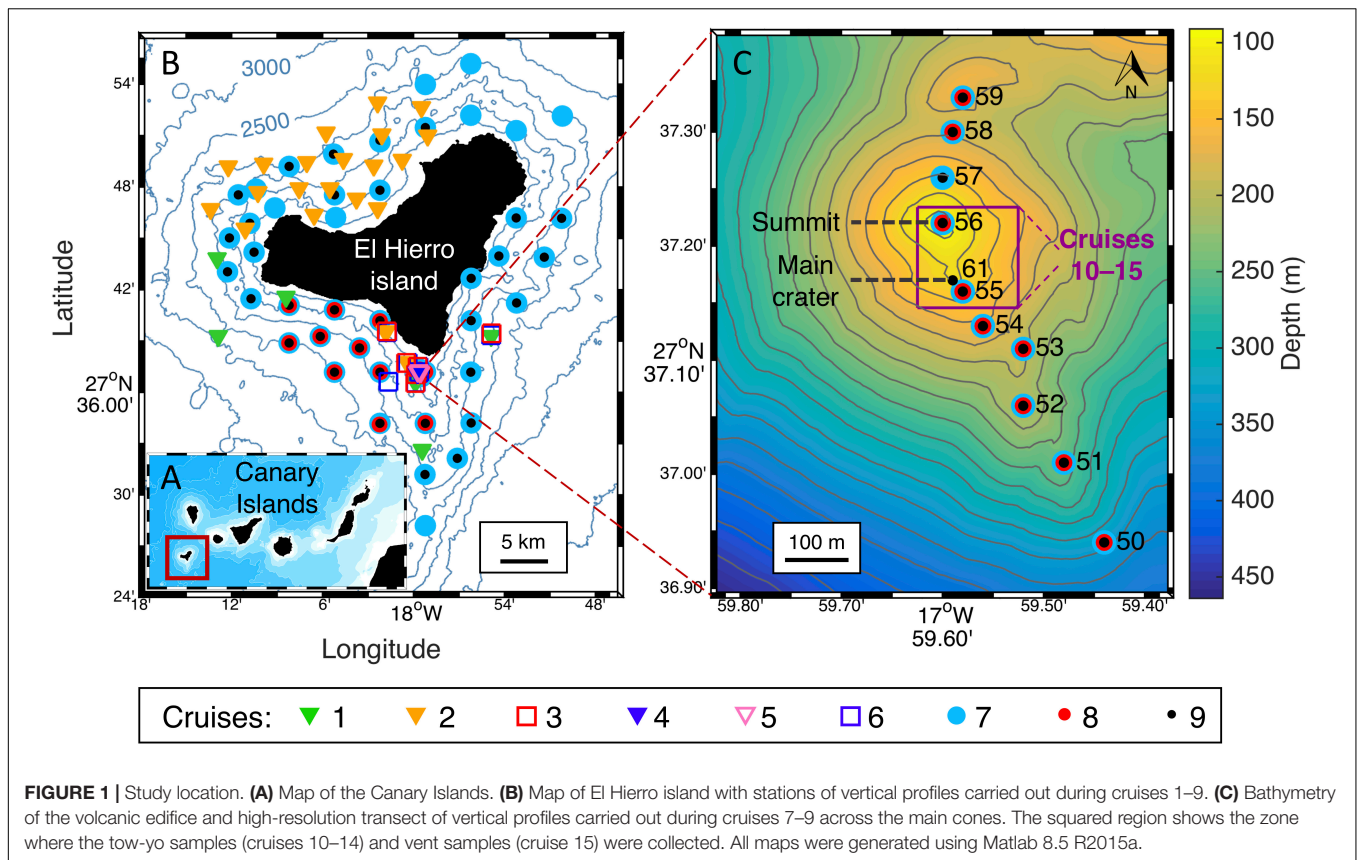 B
3000
2500
54'
48'
42'
27°N
36.00'
30'
24'
Latitude
El Hierro
island
A
Canary
Islands
5 km
18'
12'
6'
18°W
54'
48'
Longitude
C
N
59
58
57
56
61
55
54
53
52
51
50
Summit
Main
crater
Cruises
10–15
100 m
37.30'
37.20'
27°N
37.10'
37.00'
36.90'
59.80'
59.70'
17°W
59.60'
59.50'
59.40'
100
150
200
250
300
350
400
450
Depth (m)
Cruises: 1 2 3 4 5 6 7 8 9
FIGURE 1 | Study location. (A) Map of the Canary Islands. (B) Map of El Hierro island with stations of vertical profiles carried out during cruises 1–9. (C) Bathymetry
of the volcanic edifice and high-resolution transect of vertical profiles carried out during cruises 7–9 across the main cones. The squared region shows the zone
where the tow-yo samples (cruises 10–14) and vent samples (cruise 15) were collected. All maps were generated using Matlab 8.5 R2015a.